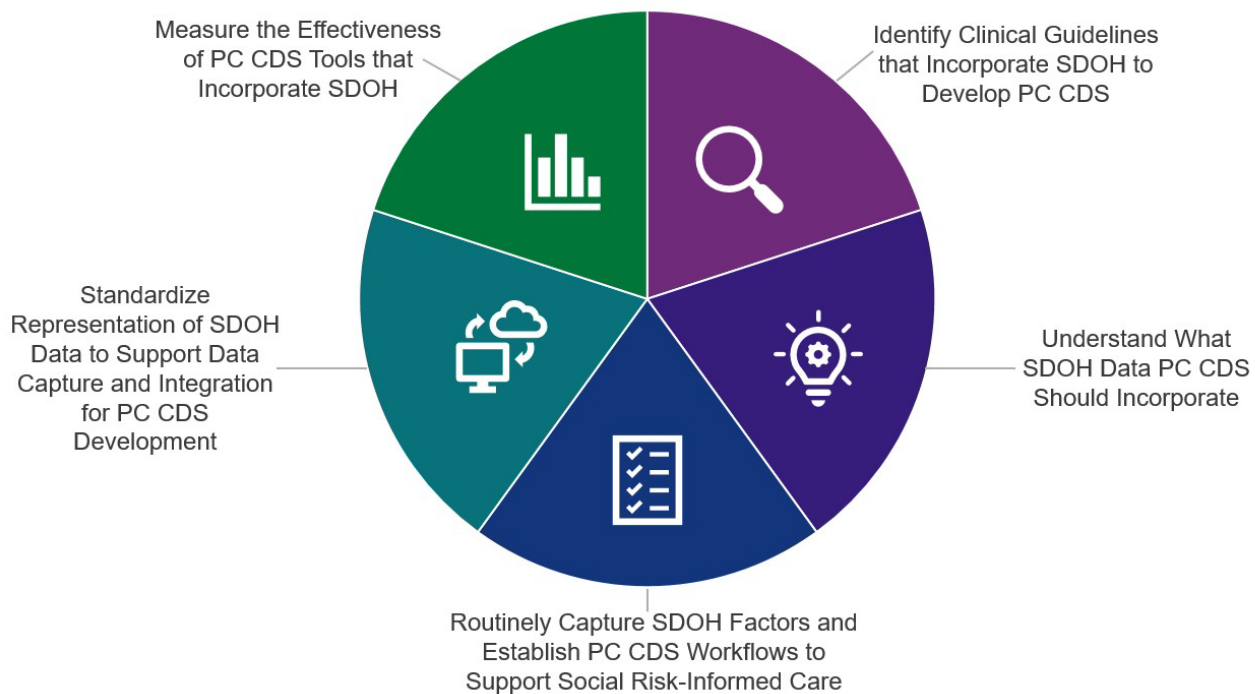 Measure the Effectiveness
of PC CDS Tools that
Incorporate SDOH
Identify Clinical Guidelines
that Incorporate SDOH to
Develop PC CDS
Standardize
Representation of SDOH
Data to Support Data
Capture and Integration
for PC CDS
Development
Understand What
SDOH Data PC CDS
Should Incorporate
Routinely Capture SDOH Factors and
Establish PC CDS Workflows to
Support Social Risk-Informed Care